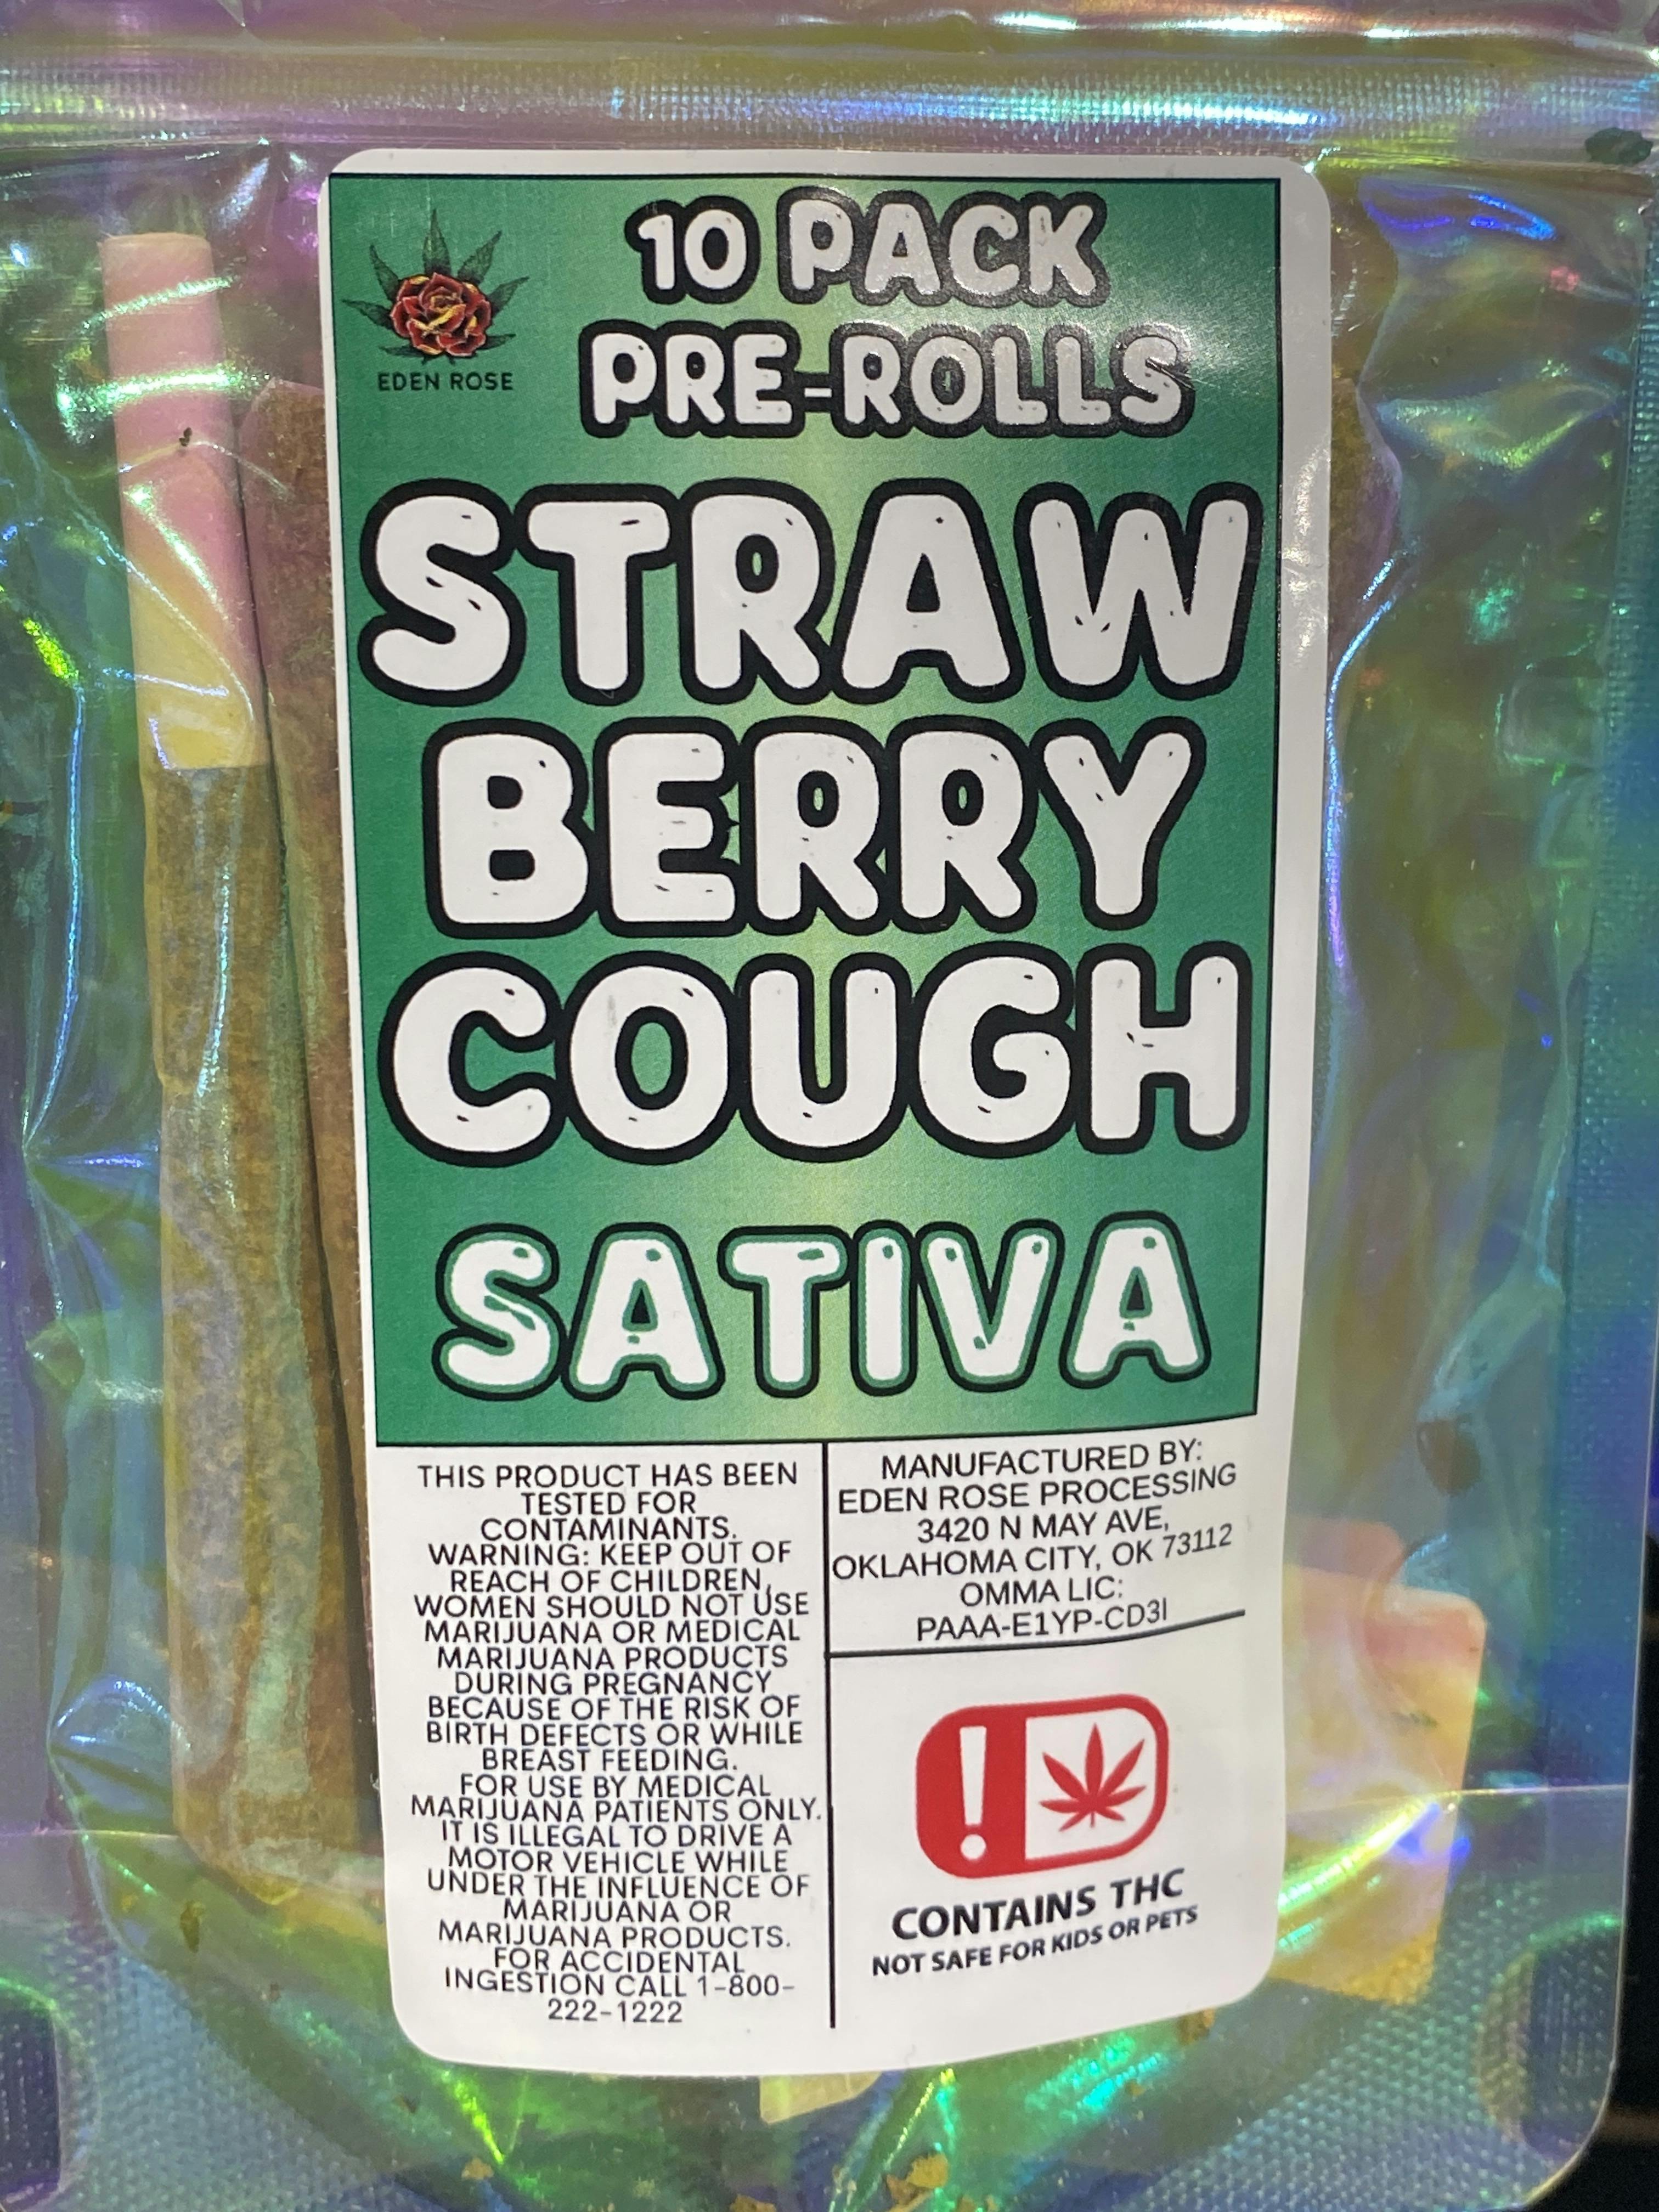 EDEN ROSE
10 PACK
PRE-ROLLS
STRAW
BERRY
COUGH
SATIVA
THIS PRODUCT HAS BEEN
TESTED FOR
CONTAMINANTS.
WARNING: KEEP OUT OF
REACH OF CHILDREN,
WOMEN SHOULD NOT USE
MARIJUANA OR MEDICAL
MARIJUANA PRODUCTS
DURING PREGNANCY
BECAUSE OF THE RISK OF
BIRTH DEFECTS OR WHILE
BREAST FEEDING.
FOR USE BY MEDICAL
MARIJUANA PATIENTS ONLY.
IT IS ILLEGAL TO DRIVE A
MOTOR VEHICLE WHILE
UNDER THE INFLUENCE OF
MARIJUANA OR
MARIJUANA PRODUCTS.
FOR ACCIDENTAL
INGESTION CALL 1-800-
222-1222
MANUFACTURED BY:
EDEN ROSE PROCESSING
3420 N MAY AVE,
OKLAHOMA CITY, OK 73112
OMMA LIC:
PAAA-E1YP-CD3I
!
CONTAINS THC
NOT SAFE FOR KIDS OR PETS